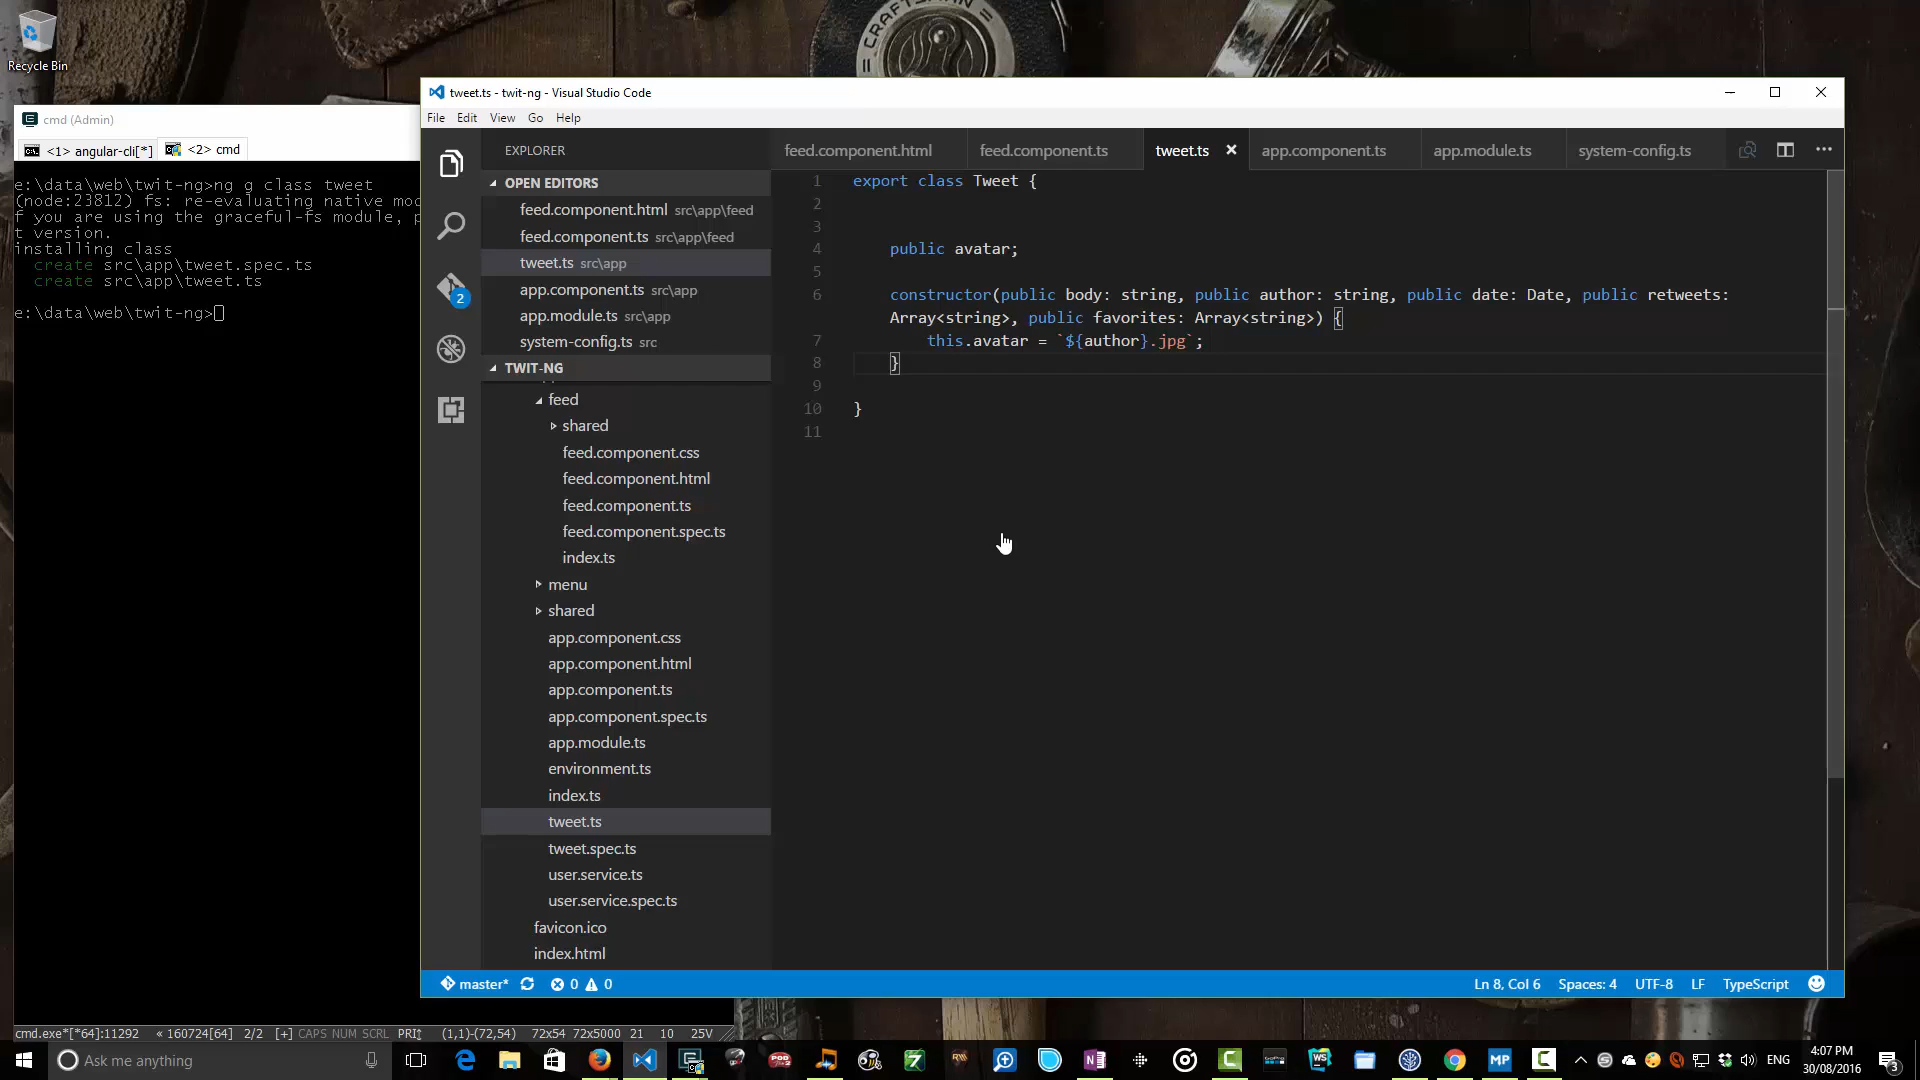 CRAFTSMAN
Recycle Bin
cmd (Admin)
<1> angular-cli[*]
<2> cmd
e:\data\web\twit-ng>ng g class tweet
(node:23812) fs: re-evaluating native mod
f you are using the graceful-fs module, p
t version.
installing class
create src\app\tweet.spec.ts
create src\app\tweet.ts
e:\data\web\twit-ng>
tweet.ts - twit-ng - Visual Studio Code
File Edit View Go Help
EXPLORER
OPEN EDITORS
feed.component.html src\app\feed
feed.component.ts src\app\feed
tweet.ts src\app
app.component.ts src\app
app.module.ts src\app
system-config.ts src
2
TWIT-NG
feed
shared
feed.component.css
feed.component.html
feed.component.ts
feed.component.spec.ts
index.ts
menu
shared
app.component.css
app.component.html
app.component.ts
app.component.spec.ts
app.module.ts
environment.ts
index.ts
tweet.ts
tweet.spec.ts
user.service.ts
user.service.spec.ts
favicon.ico
index.html
feed.component.html feed.component.ts tweet.ts app.component.ts app.module.ts system-config.ts
1 export class Tweet {
2
3
4 public avatar;
5
6 constructor(public body: string, public author: string, public date: Date, public retweets:
Array<string>, public favorites: Array<string>) {
7 this.avatar = `${author}.jpg`;
8 }
9
10 }
11
master* 0 0 Ln 8, Col 6 Spaces: 4 UTF-8 LF TypeScript
cmd.exe*[*64]:11292 « 160724[64] 2/2 [+] CAPS NUM SCRL PRI (1,1)-(72,54) 72x54 72x5000 21 10 25V
Ask me anything
ENG
4:07 PM
30/08/2016
3